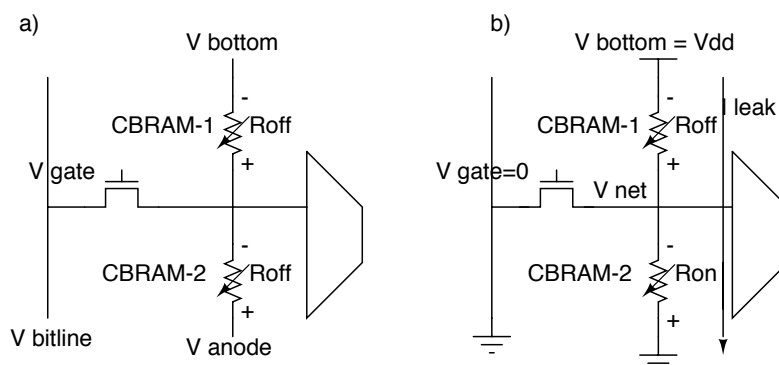 a)
V bottom
-
CBRAM-1
Roff
+
V gate
-
CBRAM-2
Roff
+
V bitline
V anode
b)
V bottom = Vdd
-
CBRAM-1
Roff
I leak
+
V gate=0
V net
-
CBRAM-2
Ron
+